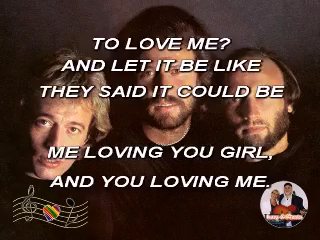 TO LOVE ME?
AND LET IT BE LIKE
THEY SAID IT COULD BE
ME LOVING YOU GIRL,
AND YOU LOVING ME.